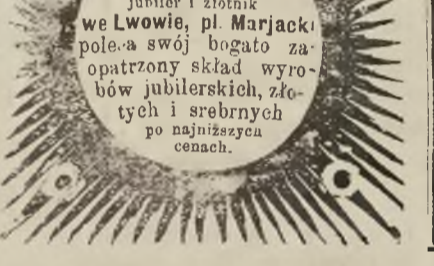 jubiler i złotnik
we Lwowie, pl. Marjacki
poleca swój bogato za-
opatrzony skład wyro-
bów jubilerskich, zło-
tych i srebrnych
po najniższych
cenach.